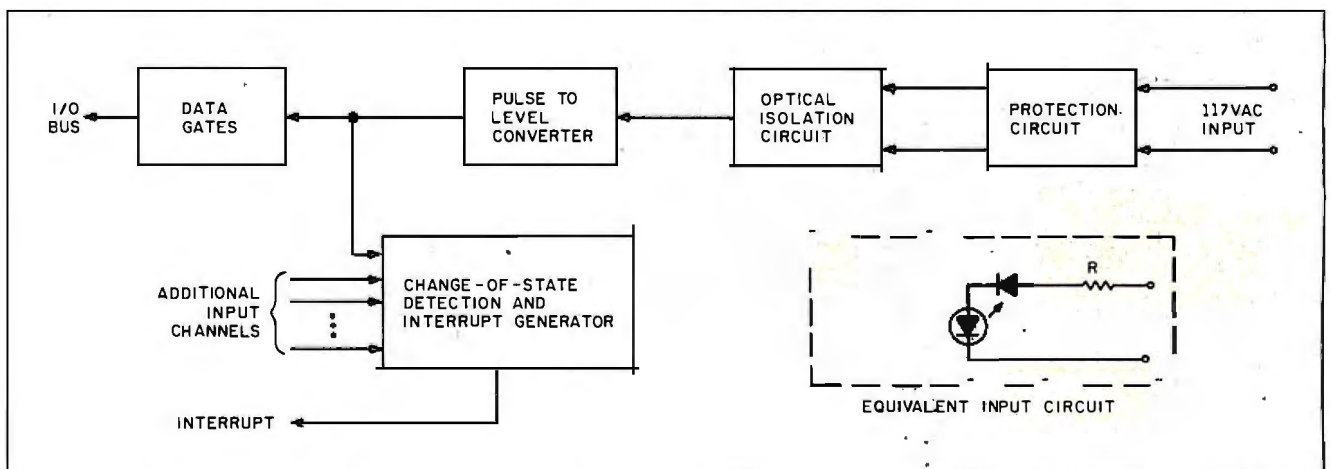 I/O
BUS
DATA
GATES
PULSE TO
LEVEL
CONVERTER
OPTICAL
ISOLATION
CIRCUIT
PROTECTION.
CIRCUIT
117VAC
INPUT
ADDITIONAL
INPUT
CHANNELS
CHANGE-OF-STATE
DETECTION AND
INTERRUPT GENERATOR
INTERRUPT
R
EQUIVALENT INPUT CIRCUIT